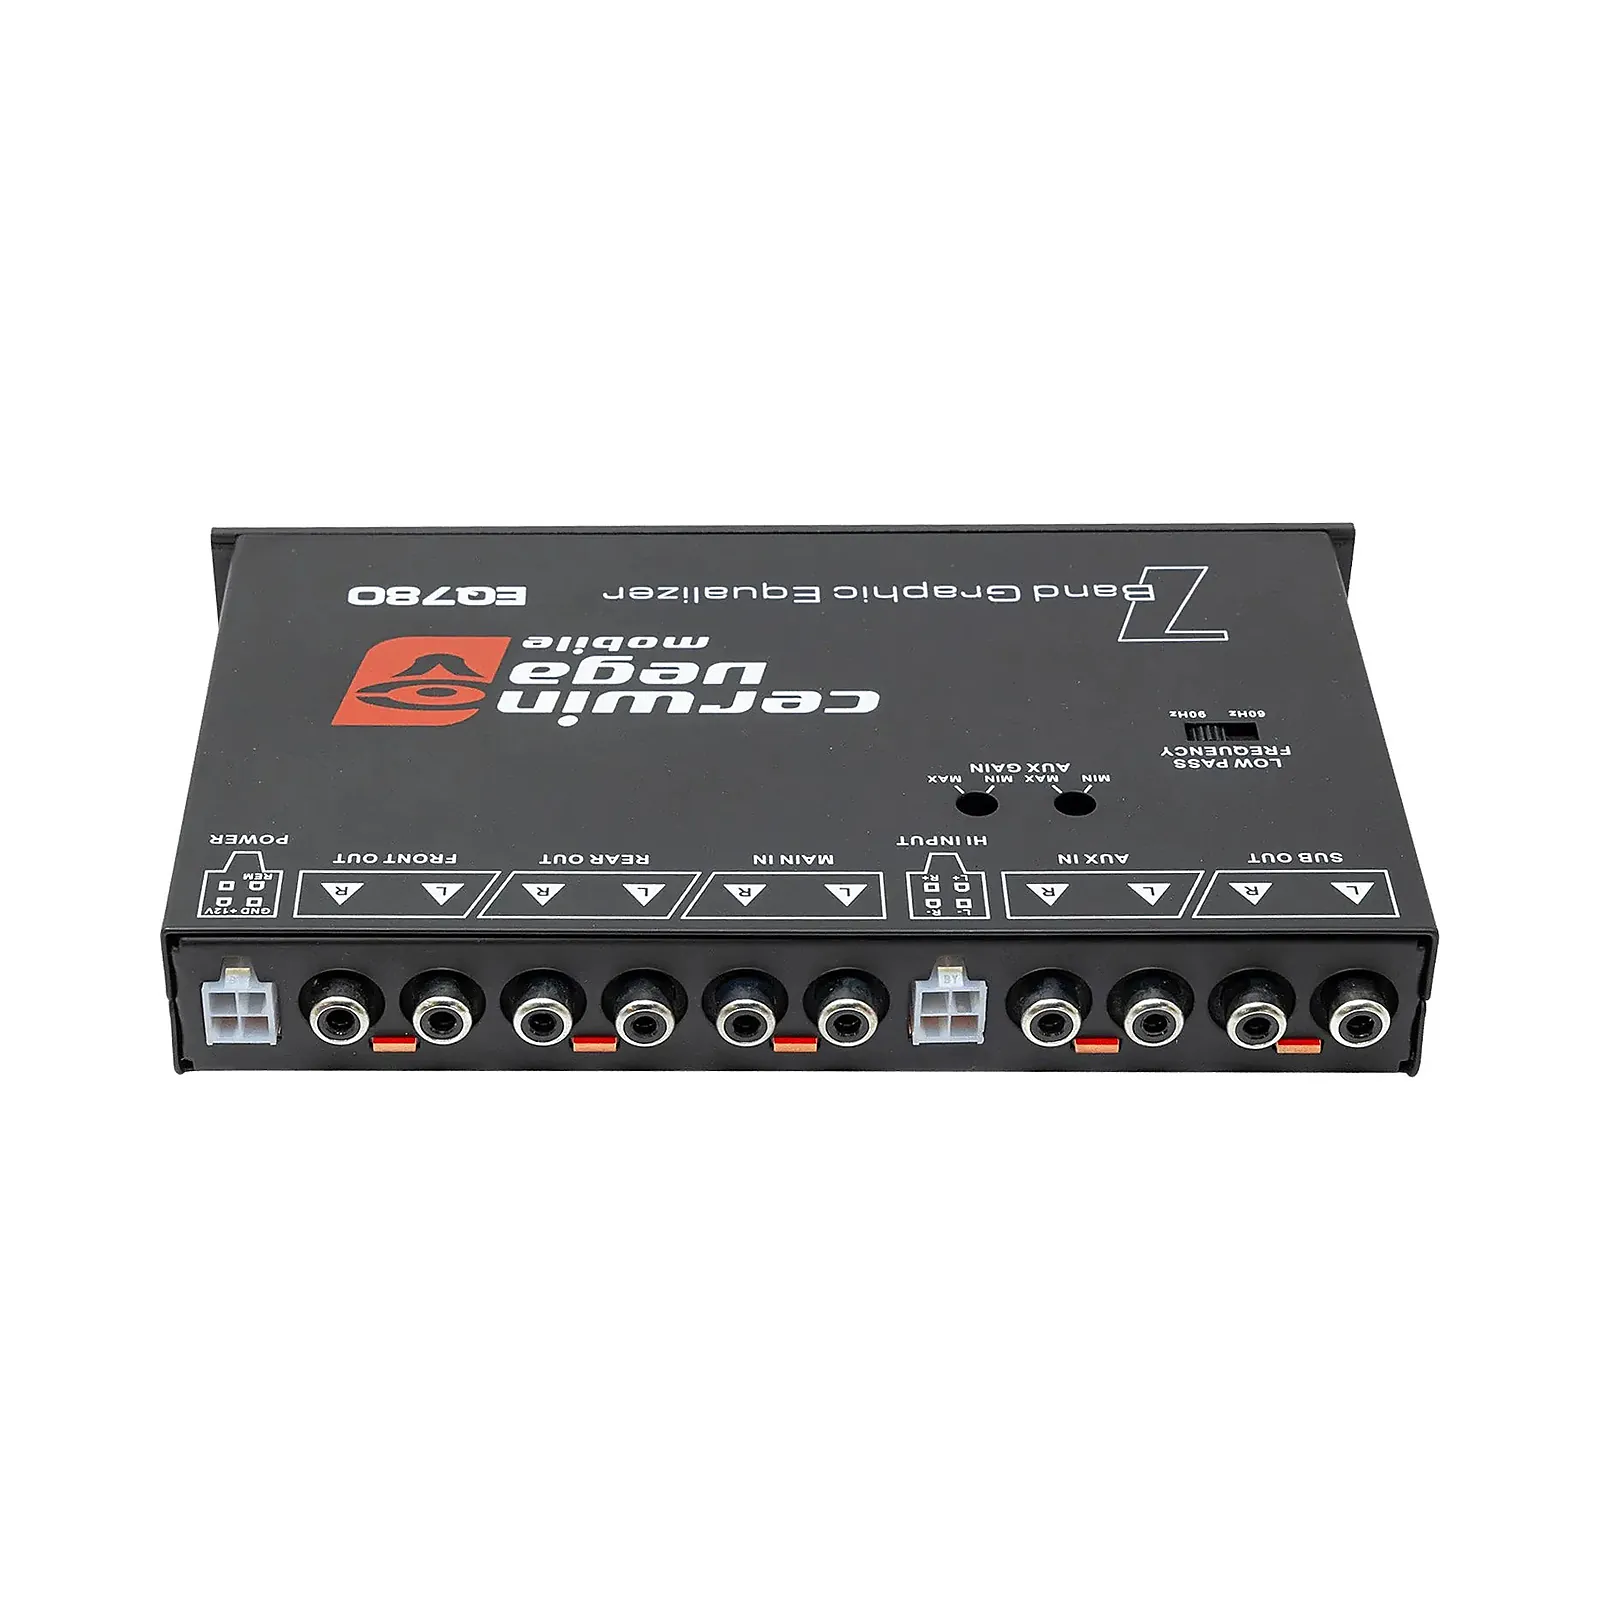 EQ780
7 Band Graphic Equalizer
cerwin
vega
mobile
LOW PASS
FREQUENCY
60Hz 90Hz
AUX GAIN
MIN MAX MIN MAX
SUB OUT
L R
AUX IN
L R
HI INPUT
L+ R+
L- R-
MAIN IN
L R
REAR OUT
L R
FRONT OUT
L R
POWER
REM
GND +12V
BY